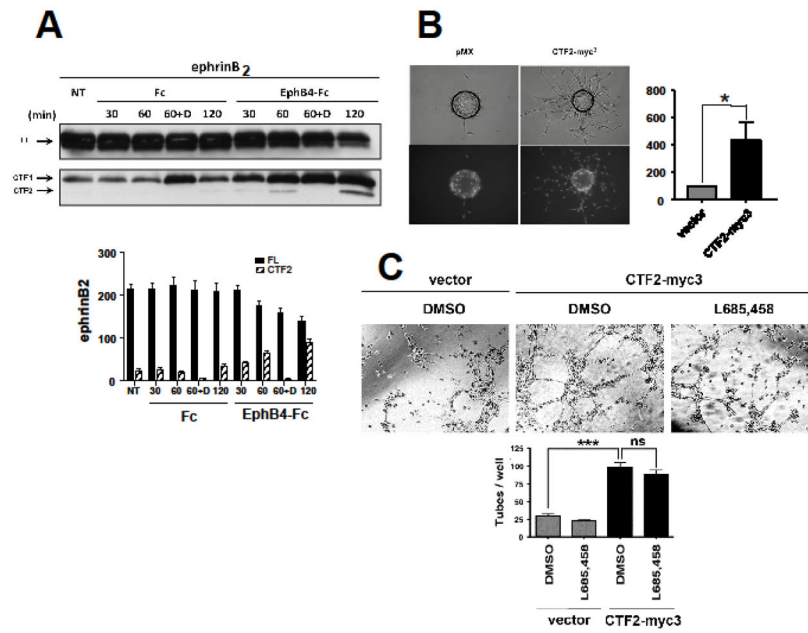 A
ephrinB2
NT Fc EphB4-Fc
(min) 30 60 60+D 120 30 60 60+D 120
CTF1
CTF2
300
200
100
0
ephrinB2
FL
CTF2
NT 30 60 60+D 120 30 60 60+D 120
Fc EphB4-Fc
B
pMX CTF2-myc3
*
800
600
400
200
0
vector
CTF2-myc3
C
vector CTF2-myc3
DMSO DMSO L685,458
*** ns
125
100
75
50
25
0
Tubes / well
DMSO
L685,458
DMSO
L685,458
vector CTF2-myc3